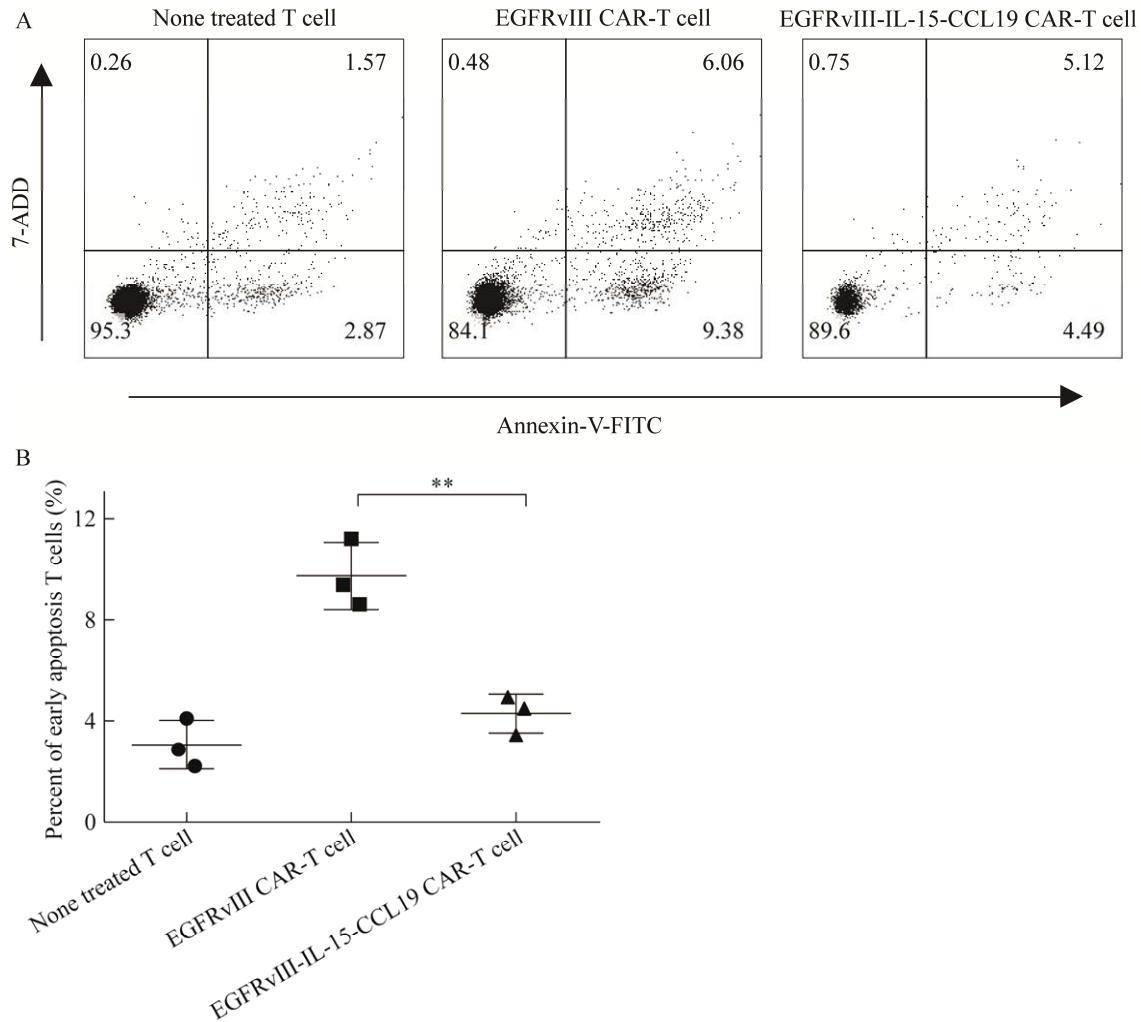 A
None treated T cell
EGFRvIII CAR-T cell
EGFRvIII-IL-15-CCL19 CAR-T cell
0.26 1.57
0.48 6.06
0.75 5.12
7-ADD
95.3 2.87
84.1 9.38
89.6 4.49
Annexin-V-FITC
B
**
Percent of early apoptosis T cells (%)
12
8
4
0
None treated T cell
EGFRvIII CAR-T cell
EGFRvIII-IL-15-CCL19 CAR-T cell